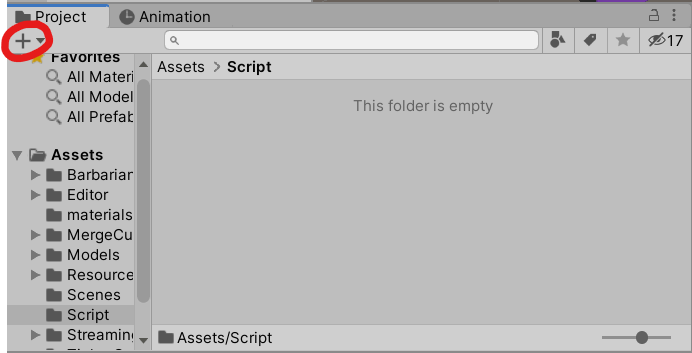 Project
Animation
17
Favorites
All Materi
All Model
All Prefab
Assets
Barbarian
Editor
materials
MergeCu
Models
Resource
Scenes
Script
Streaming
Assets > Script
This folder is empty
Assets/Script